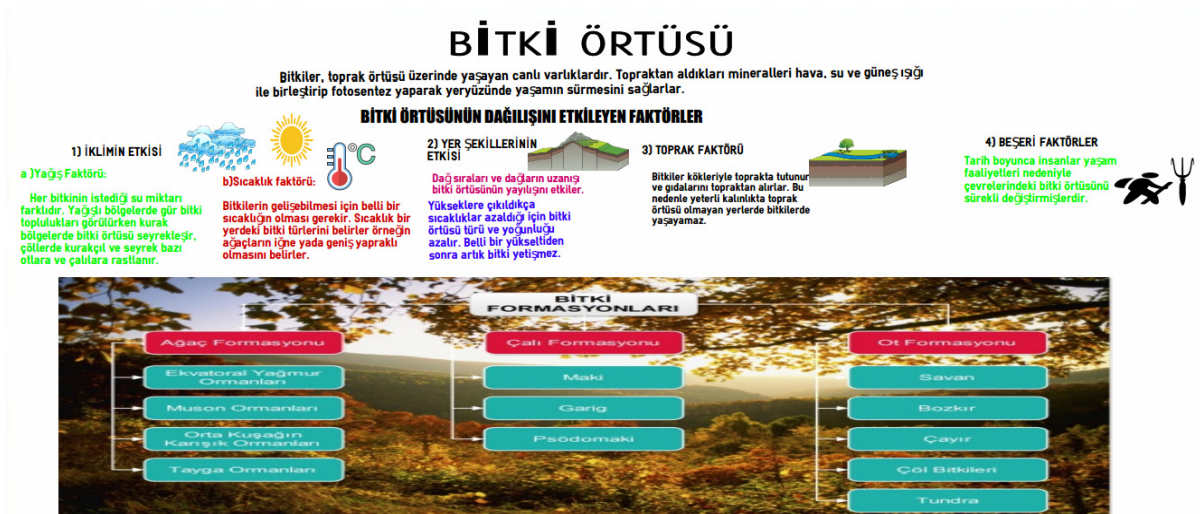 BİTKİ ÖRTÜSÜ
Bitkiler, toprak örtüsü üzerinde yaşayan canlı varlıklardır. Topraktan aldıkları mineralleri hava, su ve güneş ışığı
ile birleştirip fotosentez yaparak yeryüzünde yaşamın sürmesini sağlarlar.
BİTKİ ÖRTÜSÜNÜN DAĞILIŞINI ETKİLEYEN FAKTÖRLER
1) İKLİMİN ETKİSİ
a )Yağış Faktörü:
Her bitkinin istediği su miktarı
farklıdır. Yağışlı bölgelerde gür bitki
toplulukları görülürken kurak
bölgelerde bitki örtüsü seyrekleşir,
çöllerde kurakçıl ve seyrek bazı
otlara ve çalılara rastlanır.
°C
b)Sıcaklık faktörü:
Bitkilerin gelişebilmesi için belli bir
sıcaklığın olması gerekir. Sıcaklık bir
yerdeki bitki türlerini belirler örneğin
ağaçların iğne yada geniş yapraklı
olmasını belirler.
2) YER ŞEKİLLERİNİN
ETKİSİ
Dağ sıraları ve dağların uzanışı
bitki örtüsünün yayılışını etkiler.
Yükseklere çıkıldıkça
sıcaklıklar azaldığı için bitki
örtüsü türü ve yoğunluğu
azalır. Belli bir yükseltiden
sonra artık bitki yetişmez.
3) TOPRAK FAKTÖRÜ
Bitkiler kökleriyle toprakta tutunur
ve gıdalarını topraktan alırlar. Bu
nedenle yeterli kalınlıkta toprak
örtüsü olmayan yerlerde bitkilerde
yaşayamaz.
4) BEŞERİ FAKTÖRLER
Tarih boyunca insanlar yaşam
faaliyetleri nedeniyle
çevrelerindeki bitki örtüsünü
sürekli değiştirmişlerdir.
BİTKİ
FORMASYONLARI
Ağaç Formasyonu
Ekvatoral Yağmur
Ormanları
Muson Ormanları
Orta Kuşağın
Karışık Ormanları
Tayga Ormanları
Çalı Formasyonu
Maki
Garig
Psödomaki
Ot Formasyonu
Savan
Bozkır
Çayır
Çöl Bitkileri
Tundra